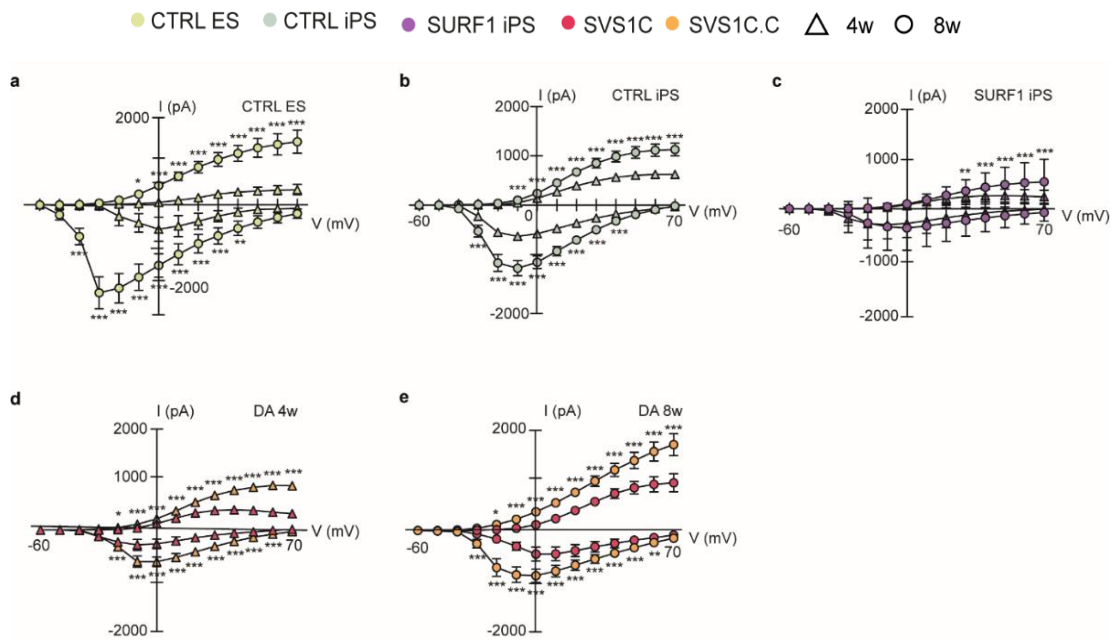 CTRL ES CTRL iPS SURF1 iPS SVS1C SVS1C.C 4w 8w
a
I (pA)
CTRL ES
2000
* *** *** *** *** *** *** *** ***
V (mV)
*** *** *** *** *** *** *** *** **
-2000
b
I (pA)
CTRL iPS
2000
1000
*** *** *** *** *** *** *** *** ***
-60
0
70
V (mV)
*** *** *** *** *** *** *** ***
-2000
c
I (pA)
SURF1 iPS
2000
1000
** *** *** *** ***
-60
70
V (mV)
-1000
-2000
d
I (pA)
DA 4w
2000
1000
* *** *** *** *** *** *** *** *** ***
-60
70
V (mV)
*** *** *** *** *** *** *** *** ***
-2000
e
I (pA)
DA 8w
2000
1000
* *** *** *** *** *** *** *** *** ***
-60
70
V (mV)
*** *** *** *** *** *** *** *** *** **
-2000